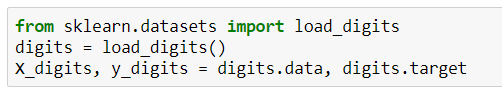 from sklearn.datasets import load_digits
digits = load_digits()
X_digits, y_digits = digits.data, digits.target